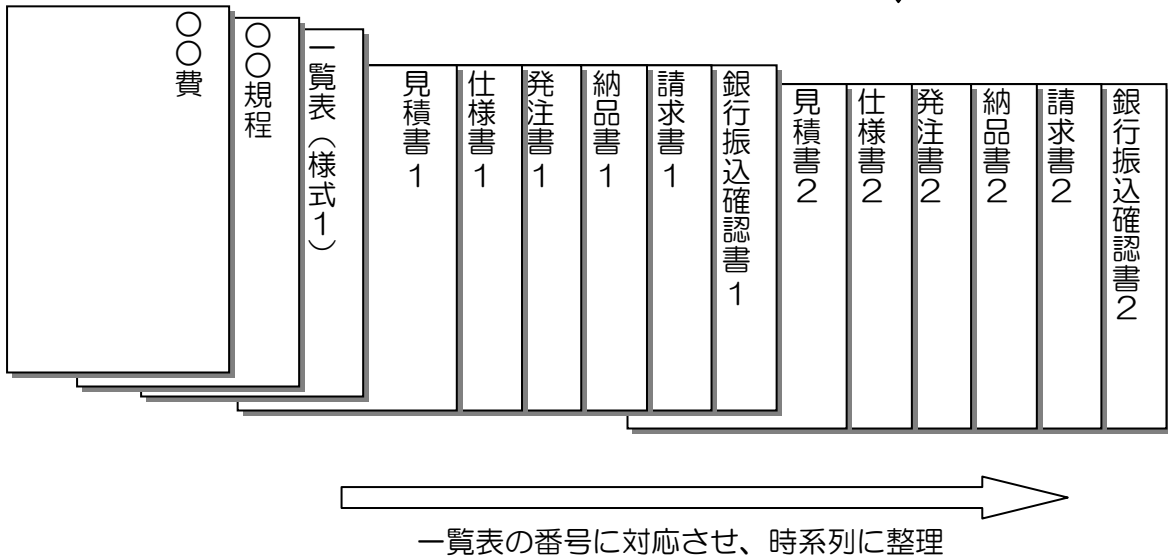 〇〇費
〇〇規程
一覧表（様式１）
見積書１
仕様書１
発注書１
納品書１
請求書１
銀行振込確認書１
見積書２
仕様書２
発注書２
納品書２
請求書２
銀行振込確認書２
一覧表の番号に対応させ、時系列に整理